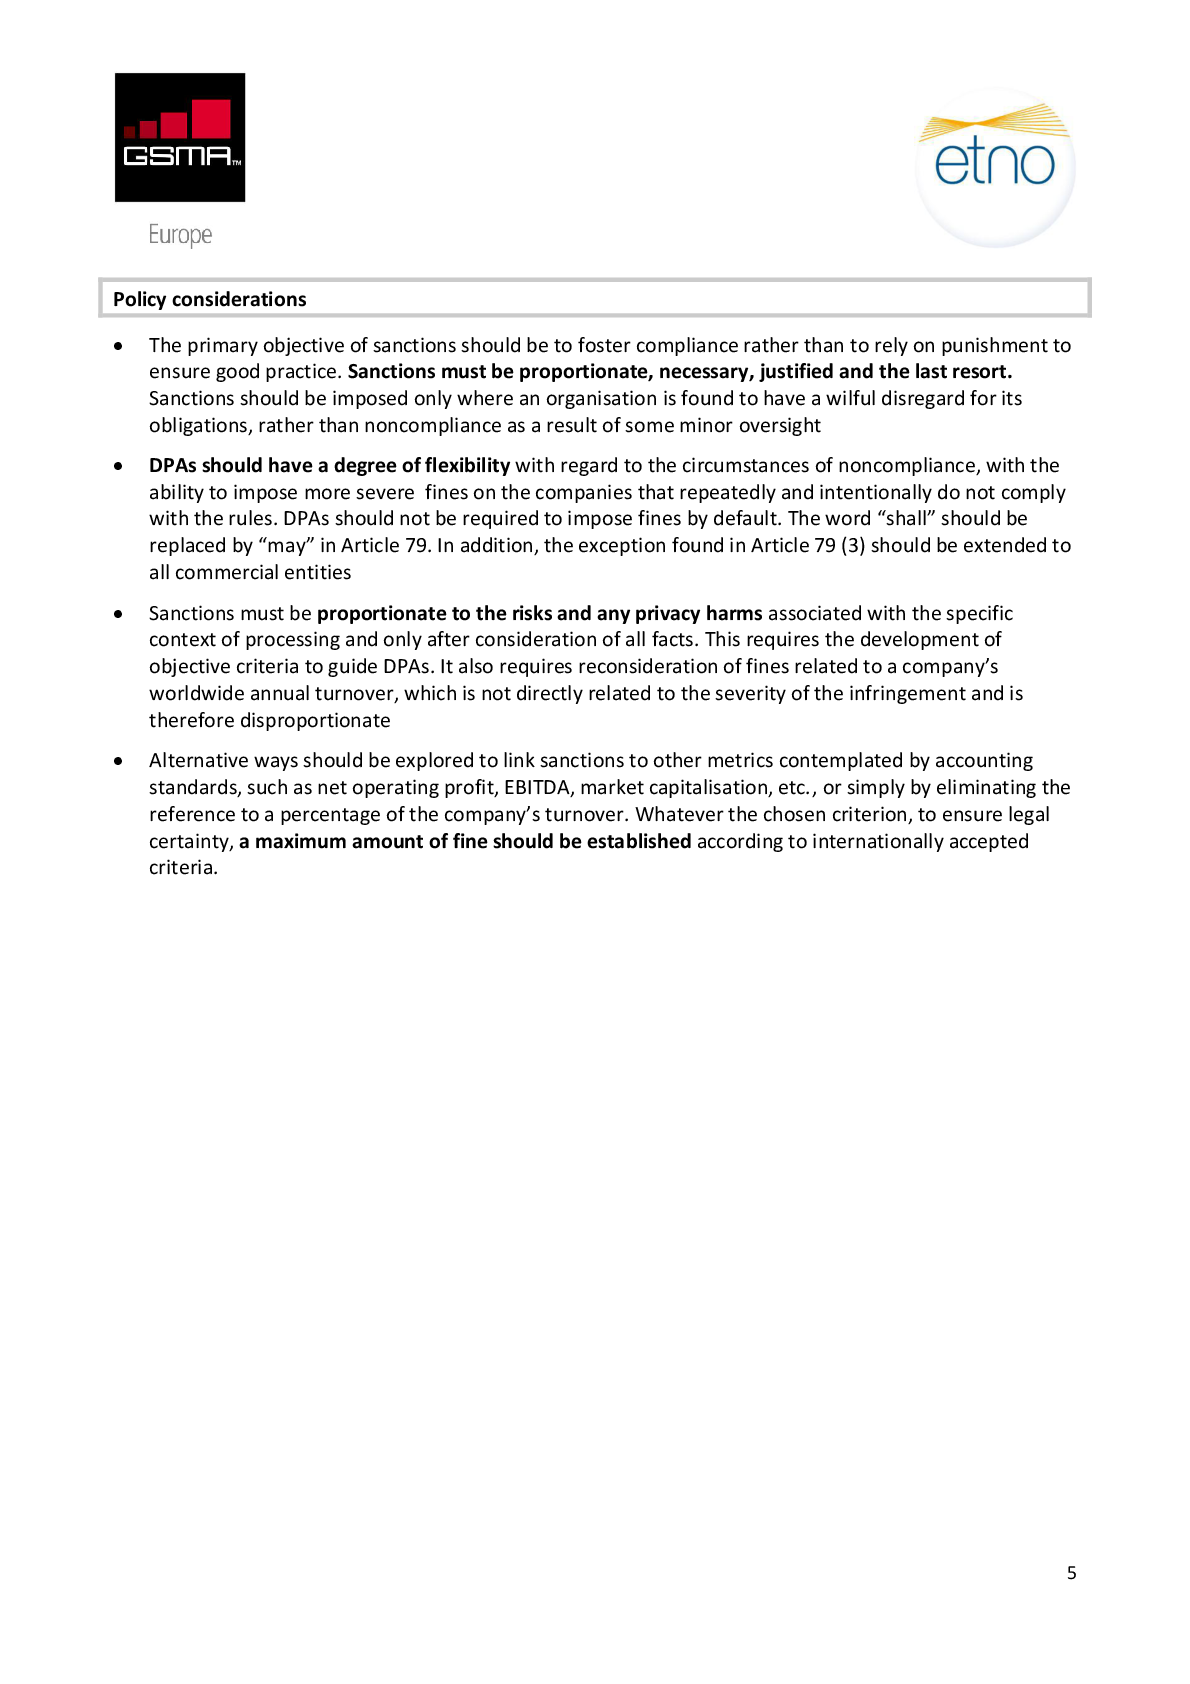 GSMA™
etno
Europe
Policy considerations
• The primary objective of sanctions should be to foster compliance rather than to rely on punishment to
ensure good practice. Sanctions must be proportionate, necessary, justified and the last resort.
Sanctions should be imposed only where an organisation is found to have a wilful disregard for its
obligations, rather than noncompliance as a result of some minor oversight
• DPAs should have a degree of flexibility with regard to the circumstances of noncompliance, with the
ability to impose more severe  fines on the companies that repeatedly and intentionally do not comply
with the rules. DPAs should not be required to impose fines by default. The word “shall” should be
replaced by “may” in Article 79. In addition, the exception found in Article 79 (3) should be extended to
all commercial entities
• Sanctions must be proportionate to the risks and any privacy harms associated with the specific
context of processing and only after consideration of all facts. This requires the development of
objective criteria to guide DPAs. It also requires reconsideration of fines related to a company’s
worldwide annual turnover, which is not directly related to the severity of the infringement and is
therefore disproportionate
• Alternative ways should be explored to link sanctions to other metrics contemplated by accounting
standards, such as net operating profit, EBITDA, market capitalisation, etc., or simply by eliminating the
reference to a percentage of the company’s turnover. Whatever the chosen criterion, to ensure legal
certainty, a maximum amount of fine should be established according to internationally accepted
criteria.
5